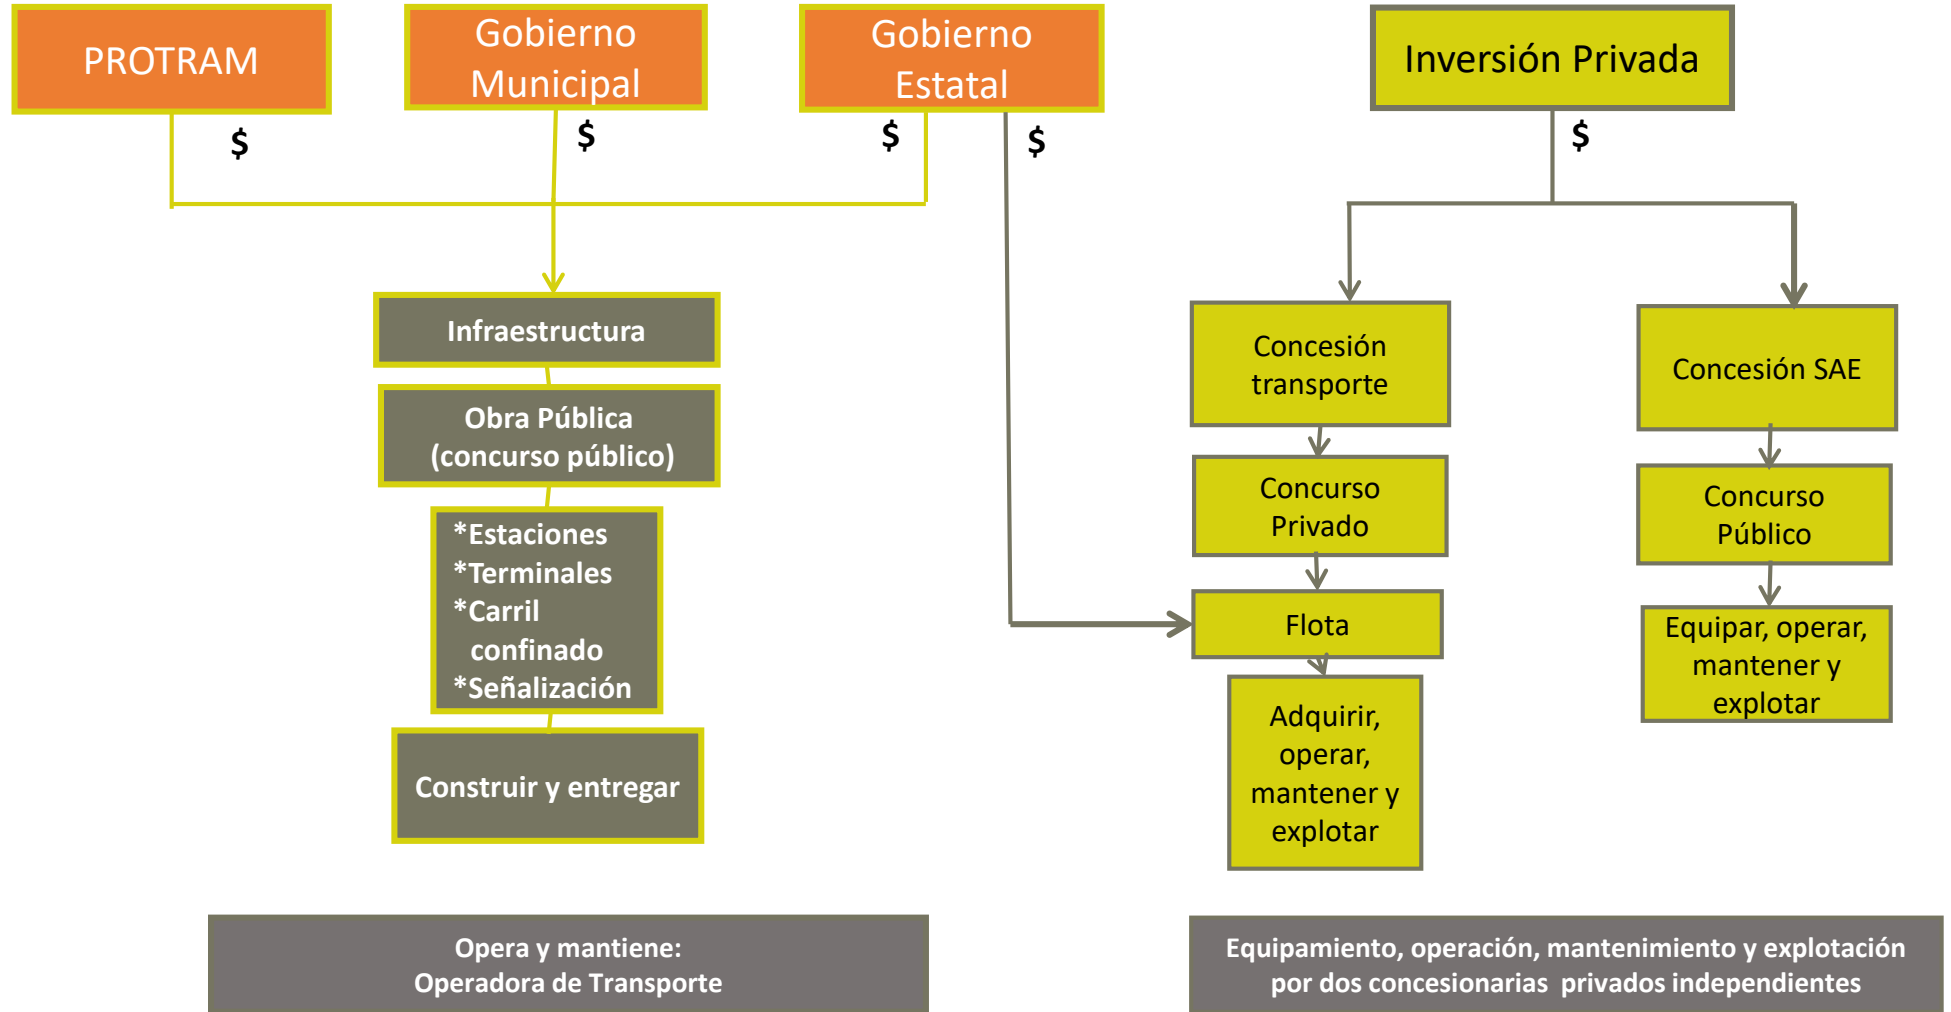 PROTRAM
Gobierno
Municipal
Gobierno
Estatal
Inversión Privada
$
$
$
$
$
Infraestructura
Obra Pública
(concurso público)
*Estaciones
*Terminales
*Carril
confinado
*Señalización
Construir y entregar
Concesión
transporte
Concurso
Privado
Flota
Adquirir,
operar,
mantener y
explotar
Concesión SAE
Concurso
Público
Equipar, operar,
mantener y
explotar
Opera y mantiene:
Operadora de Transporte
Equipamiento, operación, mantenimiento y explotación
por dos concesionarias privados independientes